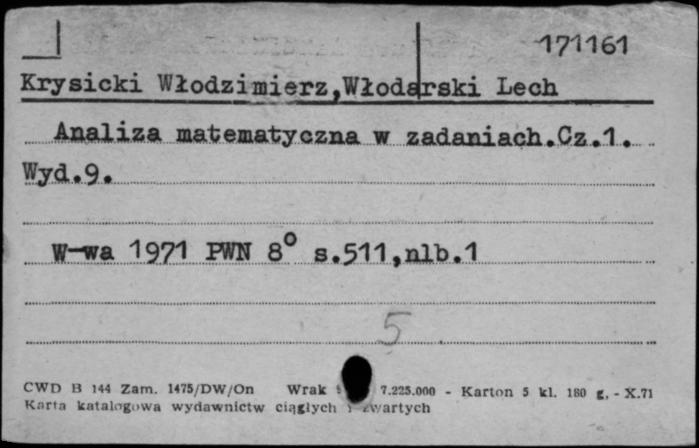 171161
Krysicki Włodzimierz,Włodarski Lech
Analiza matematyczna w zadaniach.Cz.1.
Wyd.9.
W-wa 1971 PWN 8° s.511,nlb.1
5
CWD B 144 Zam. 1475/DW/On Wrak 7.225.000 - Karton 5 kl. 180 g. - X.71
Karta katalogowa wydawnictw ciągłych i zwartych